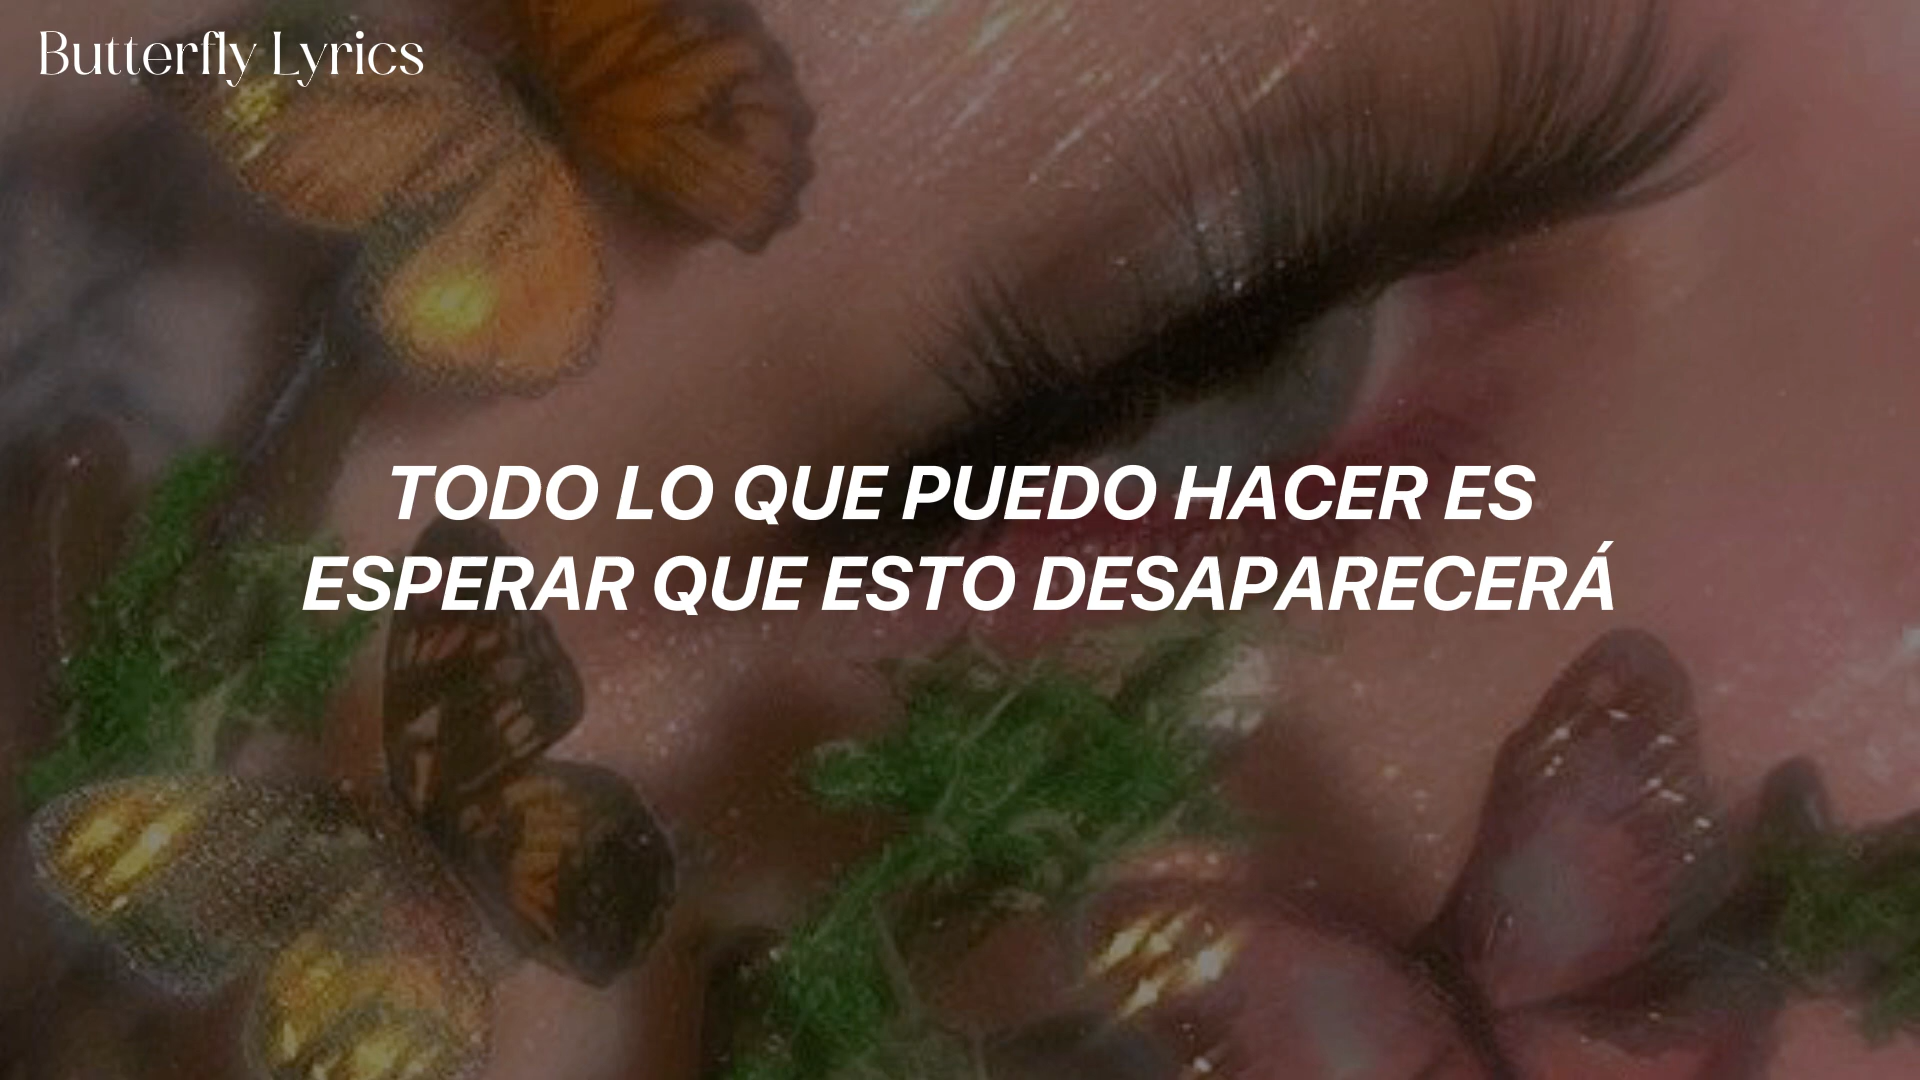 Butterfly Lyrics
TODO LO QUE PUEDO HACER ES
ESPERAR QUE ESTO DESAPARECERÁ